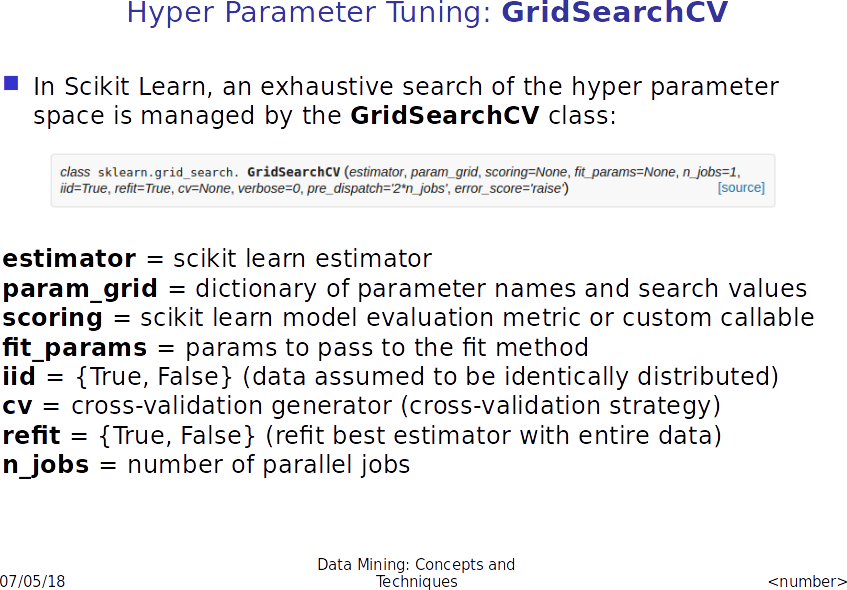 Hyper Parameter Tuning: GridSearchCV
In Scikit Learn, an exhaustive search of the hyper parameter
space is managed by the GridSearchCV class:
class sklearn.grid_search. GridSearchCV (estimator, param_grid, scoring=None, fit_params=None, n_jobs=1,
iid=True, refit=True, cv=None, verbose=0, pre_dispatch='2*n_jobs', error_score='raise') [source]
estimator = scikit learn estimator
param_grid = dictionary of parameter names and search values
scoring = scikit learn model evaluation metric or custom callable
fit_params = params to pass to the fit method
iid = {True, False} (data assumed to be identically distributed)
cv = cross-validation generator (cross-validation strategy)
refit = {True, False} (refit best estimator with entire data)
n_jobs = number of parallel jobs
Data Mining: Concepts and
07/05/18 Techniques <number>